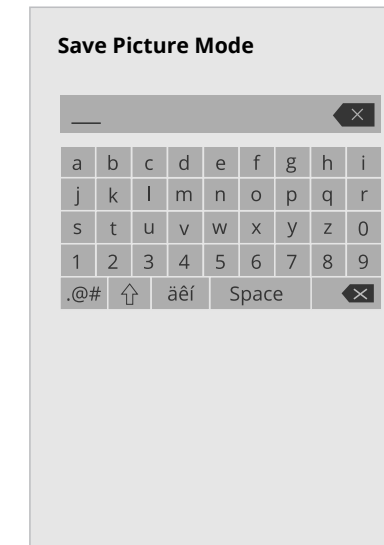 Save Picture Mode
a b c d e f g h i
j k l m n o p q r
s t u v w x y z 0
1 2 3 4 5 6 7 8 9
.@# äêí Space